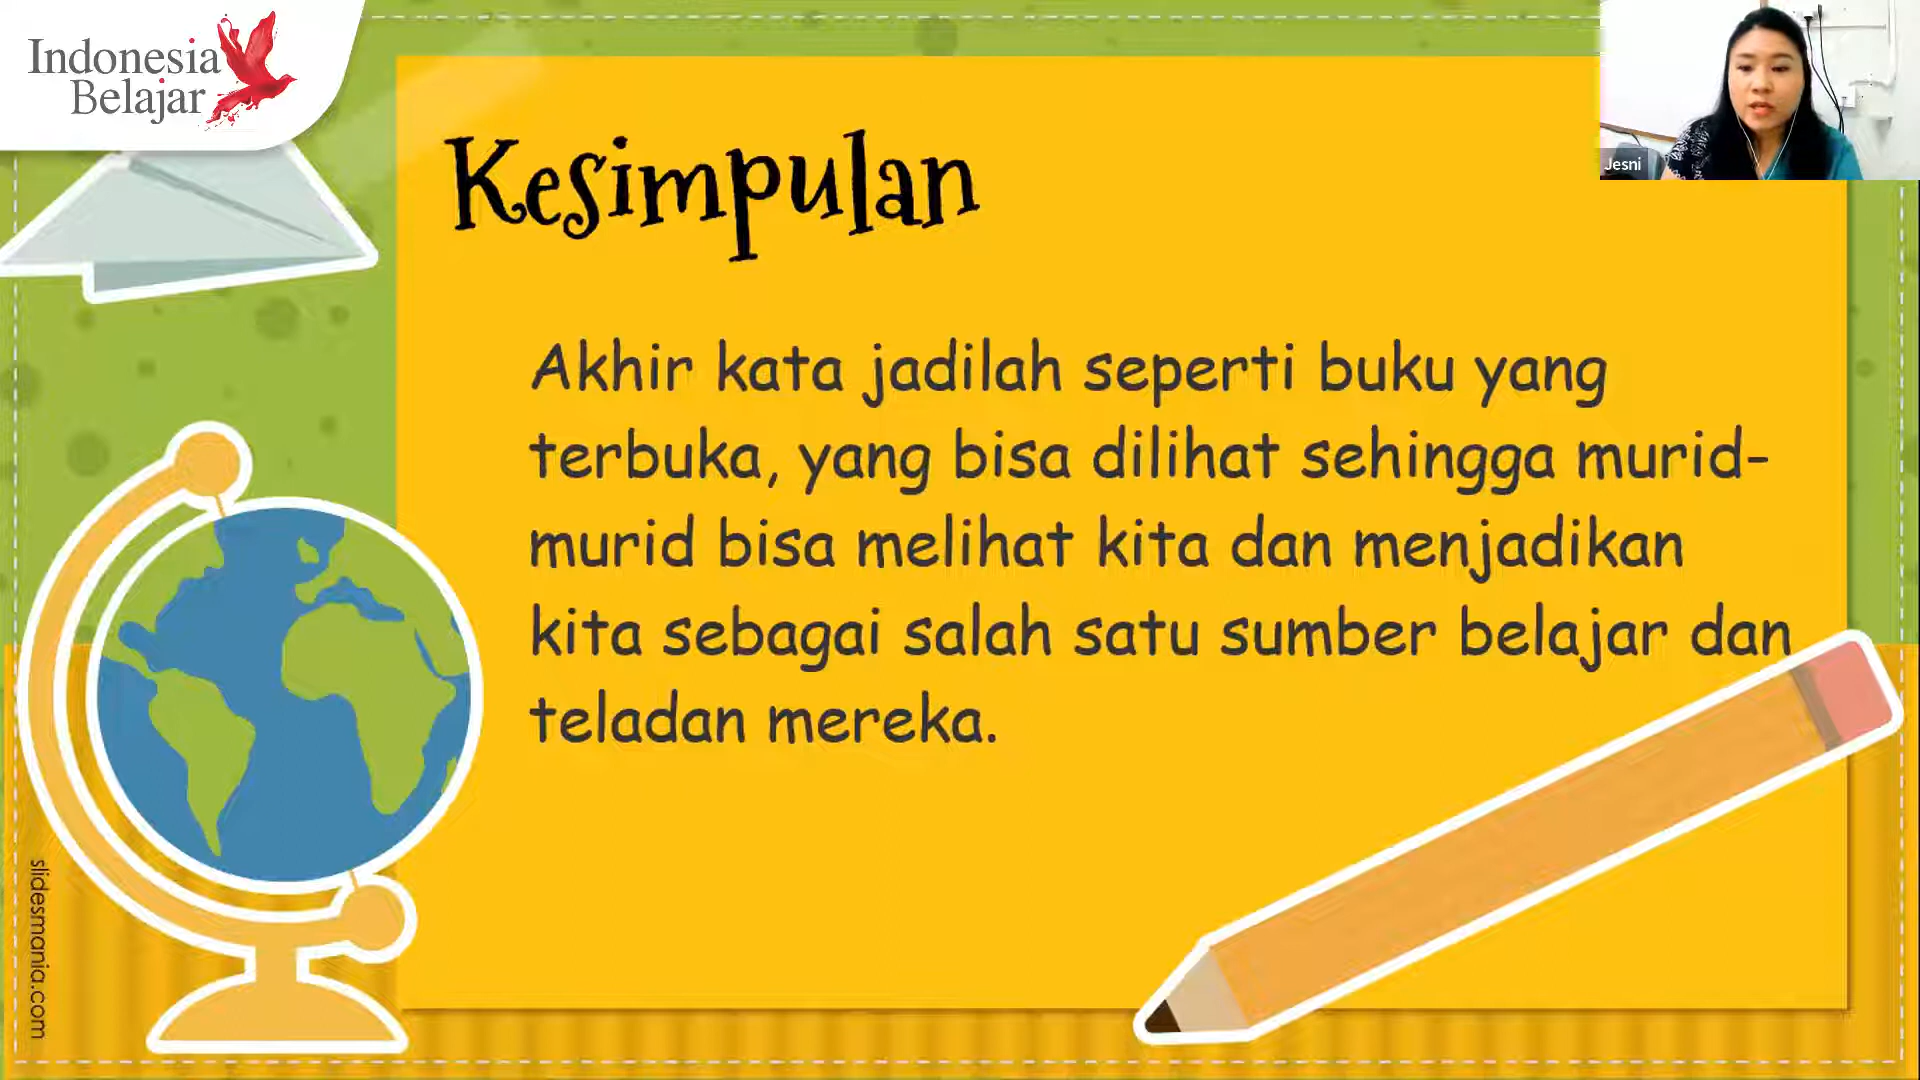 Indonesia
Belajar
Jesni
Kesimpulan
Akhir kata jadilah seperti buku yang
terbuka, yang bisa dilihat sehingga murid-
murid bisa melihat kita dan menjadikan
kita sebagai salah satu sumber belajar dan
teladan mereka.
slidesmania.com